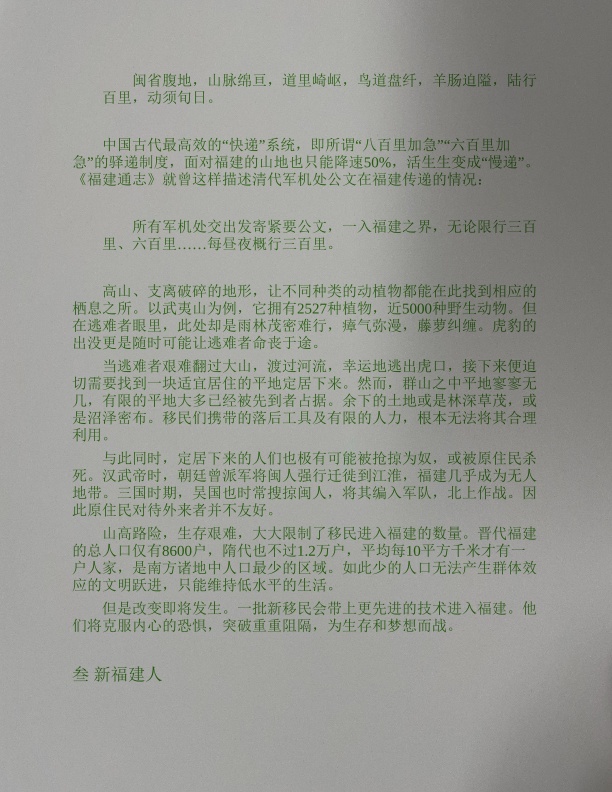 闽省腹地，山脉绵亘，道里崎岖，鸟道盘纡，羊肠迫隘，陆行
百里，动须旬日。
中国古代最高效的“快递”系统，即所谓“八百里加急”“六百里加
急”的驿递制度，面对福建的山地也只能降速50%，活生生变成“慢递”。
《福建通志》就曾这样描述清代军机处公文在福建传递的情况：
所有军机处交出发寄紧要公文，一入福建之界，无论限行三百
里、六百里……每昼夜概行三百里。
高山、支离破碎的地形，让不同种类的动植物都能在此找到相应的
栖息之所。以武夷山为例，它拥有2527种植物，近5000种野生动物。但
在逃难者眼里，此处却是雨林茂密难行，瘴气弥漫，藤萝纠缠。虎豹的
出没更是随时可能让逃难者命丧于途。
当逃难者艰难翻过大山，渡过河流，幸运地逃出虎口，接下来便迫
切需要找到一块适宜居住的平地定居下来。然而，群山之中平地寥寥无
几，有限的平地大多已经被先到者占据。余下的土地或是林深草茂，或
是沼泽密布。移民们携带的落后工具及有限的人力，根本无法将其合理
利用。
与此同时，定居下来的人们也极有可能被抢掠为奴，或被原住民杀
死。汉武帝时，朝廷曾派军将闽人强行迁徙到江淮，福建几乎成为无人
地带。三国时期，吴国也时常搜掠闽人，将其编入军队，北上作战。因
此原住民对待外来者并不友好。
山高路险，生存艰难，大大限制了移民进入福建的数量。晋代福建
的总人口仅有8600户，隋代也不过1.2万户，平均每10平方千米才有一
户人家，是南方诸地中人口最少的区域。如此少的人口无法产生群体效
应的文明跃进，只能维持低水平的生活。
但是改变即将发生。一批新移民会带上更先进的技术进入福建。他
们将克服内心的恐惧，突破重重阻隔，为生存和梦想而战。
叁 新福建人